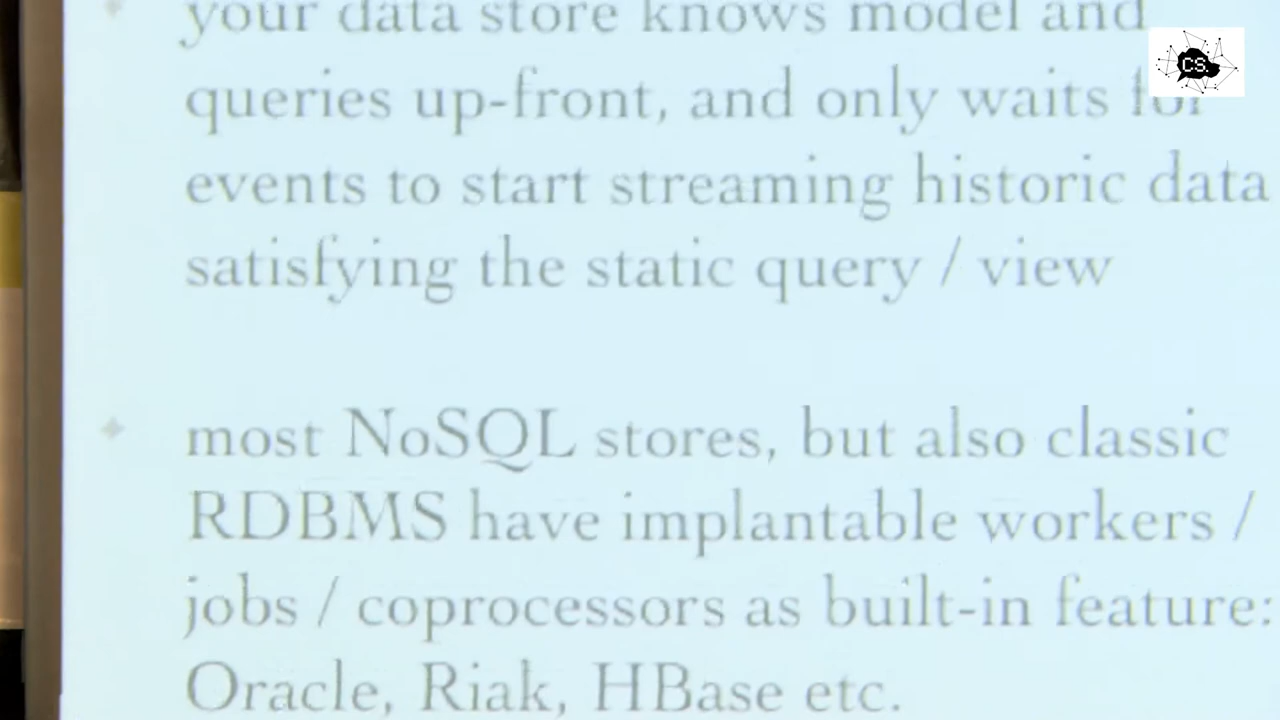 your data store knows model and
CS.
queries up-front, and only waits for
events to start streaming historic data
satisfying the static query / view
most NoSQL stores, but also classic
RDBMS have implantable workers /
jobs / coprocessors as built-in feature:
Oracle, Riak, HBase etc.